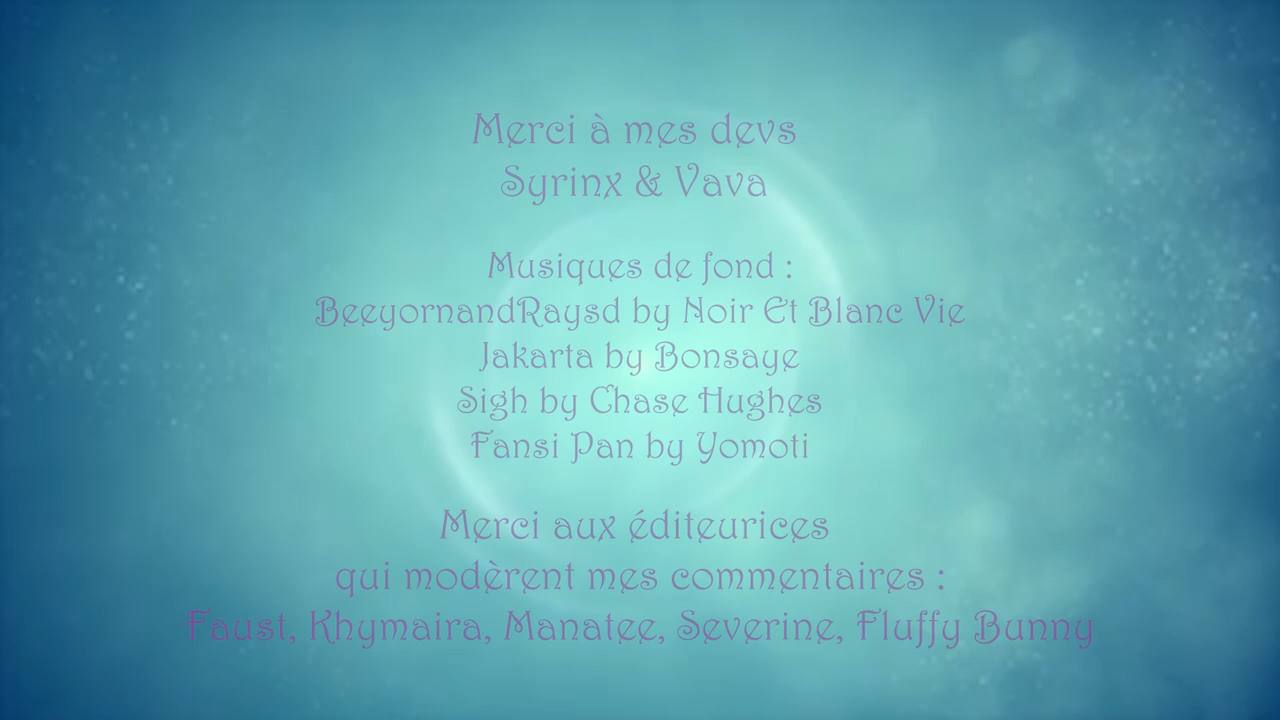 Merci à mes devs
Syrinx & Vava
Musiques de fond :
BeeyornandRaysd by Noir Et Blanc Vie
Jakarta by Bonsaye
Sigh by Chase Hughes
Fansi Pan by Yomoti
Merci aux éditeurices
qui modèrent mes commentaires :
Faust, Khymaira, Manatee, Severine, Fluffy Bunny